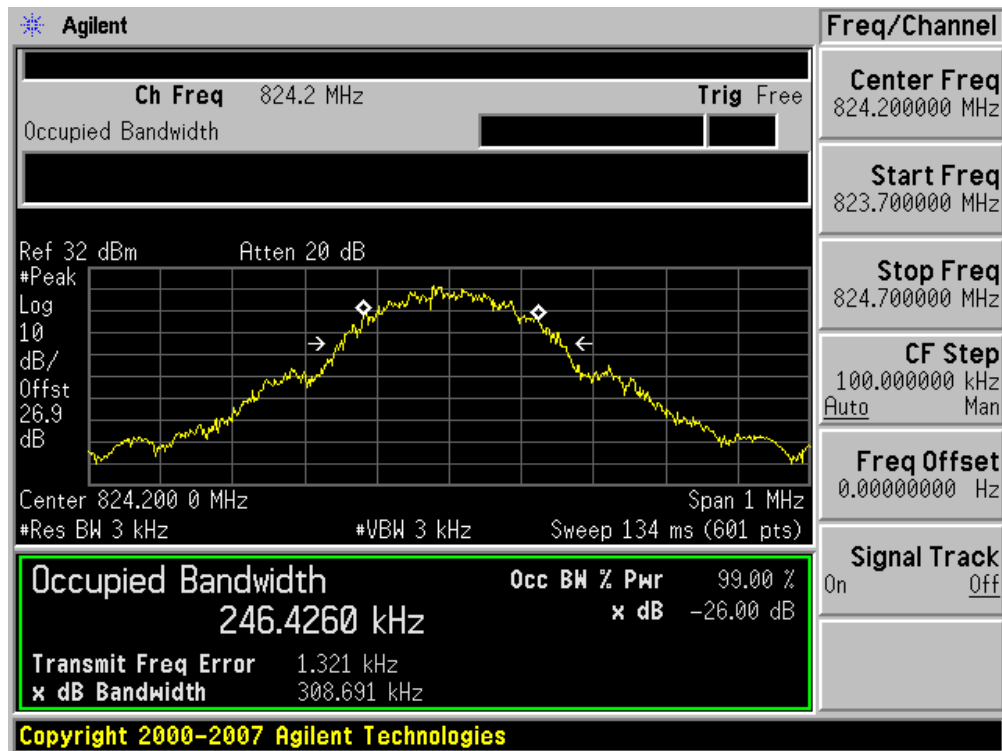 Agilent
Freq/Channel
Ch Freq 824.2 MHz Trig Free
Occupied Bandwidth
Center Freq
824.200000 MHz
Start Freq
823.700000 MHz
Stop Freq
824.700000 MHz
CF Step
100.000000 kHz
Auto Man
Freq Offset
0.00000000 Hz
Signal Track
On Off
Ref 32 dBm Atten 20 dB
#Peak
Log
10
dB/
Offst
26.9
dB
Center 824.200 0 MHz Span 1 MHz
#Res BW 3 kHz #VBW 3 kHz Sweep 134 ms (601 pts)
Occupied Bandwidth Occ BW % Pwr 99.00 %
246.4260 kHz x dB -26.00 dB
Transmit Freq Error 1.321 kHz
x dB Bandwidth 308.691 kHz
Copyright 2000-2007 Agilent Technologies